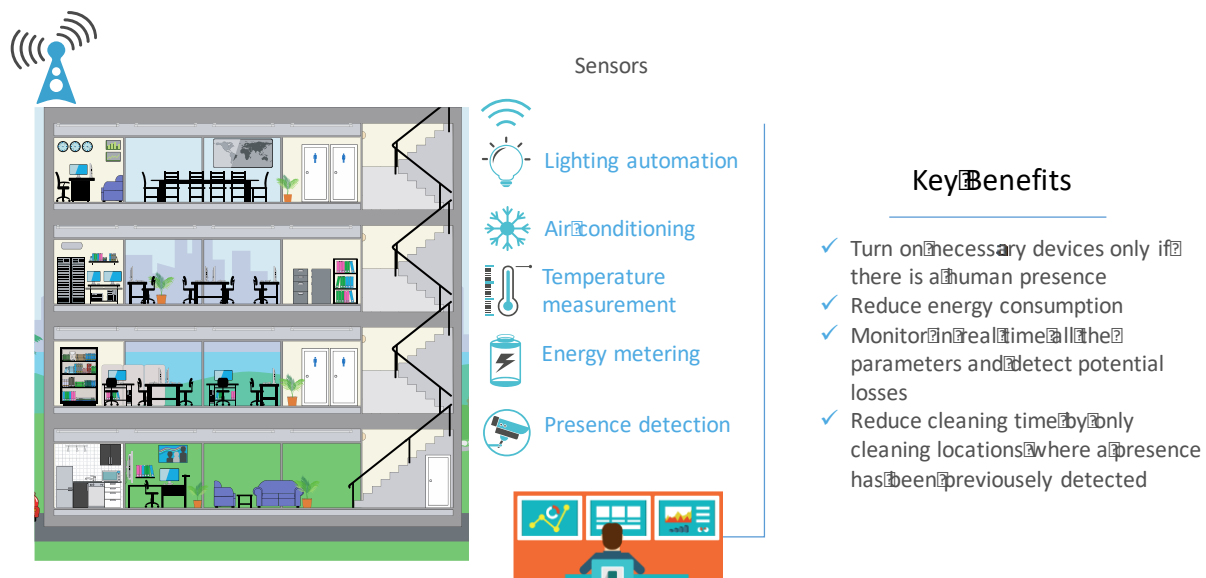 Sensors
Lighting automation
Air conditioning
Temperature
measurement
Energy metering
Presence detection
Key Benefits
✓ Turn on necessary devices only if
there is a human presence
✓ Reduce energy consumption
✓ Monitor in real time all the
parameters and detect potential
losses
✓ Reduce cleaning time by only
cleaning locations where a presence
has been previousely detected